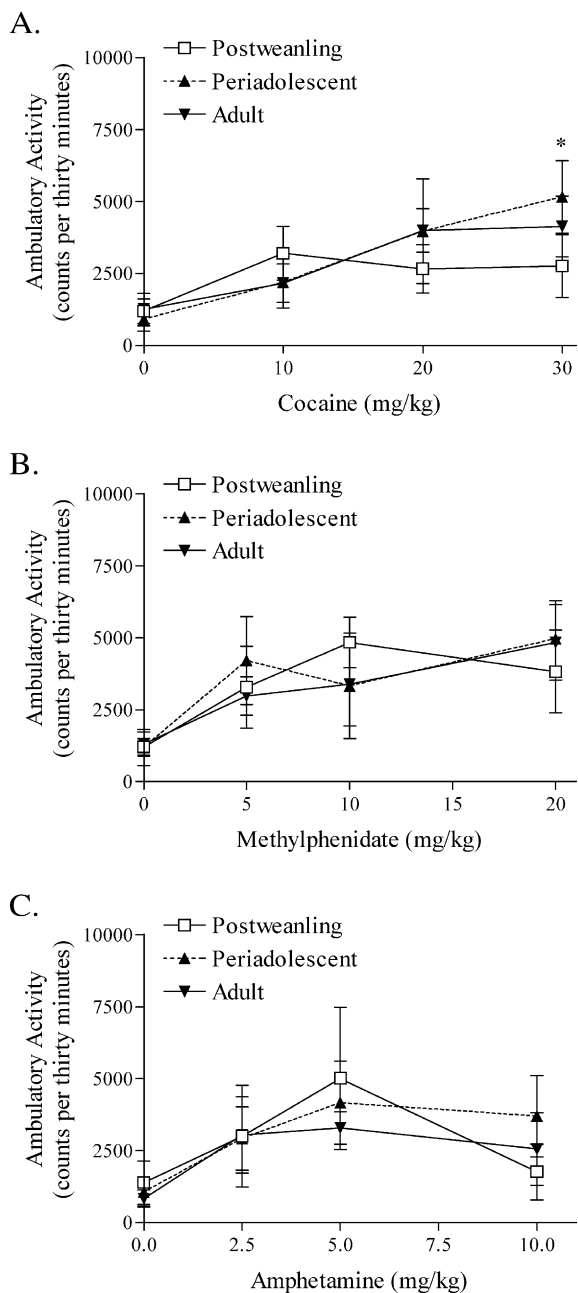 A.
Postweanling
Periadolescent
Adult
Ambulatory Activity
(counts per thirty minutes)
10000
7500
5000
2500
0
*
0 10 20 30
Cocaine (mg/kg)
B.
Postweanling
Periadolescent
Adult
Ambulatory Activity
(counts per thirty minutes)
10000
7500
5000
2500
0
0 5 10 15 20
Methylphenidate (mg/kg)
C.
Postweanling
Periadolescent
Adult
Ambulatory Activity
(counts per thirty minutes)
10000
7500
5000
2500
0
0.0 2.5 5.0 7.5 10.0
Amphetamine (mg/kg)